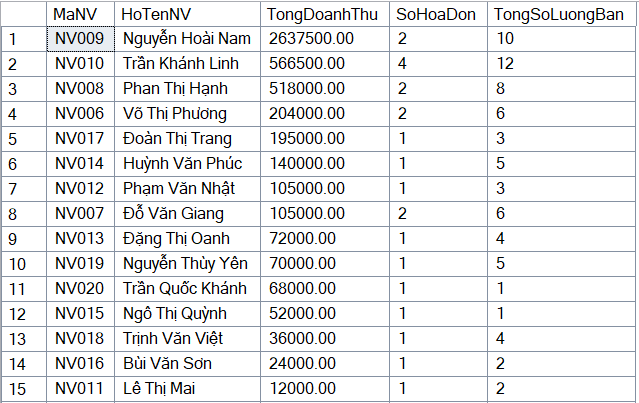 MaNV HoTenNV TongDoanhThu SoHoaDon TongSoLuongBan
1 NV009 Nguyễn Hoài Nam 2637500.00 2 10
2 NV010 Trần Khánh Linh 566500.00 4 12
3 NV008 Phan Thị Hạnh 518000.00 2 8
4 NV006 Võ Thị Phương 204000.00 2 6
5 NV017 Đoàn Thị Trang 195000.00 1 3
6 NV014 Huỳnh Văn Phúc 140000.00 1 5
7 NV012 Phạm Văn Nhật 105000.00 1 3
8 NV007 Đỗ Văn Giang 105000.00 2 6
9 NV013 Đặng Thị Oanh 72000.00 1 4
10 NV019 Nguyễn Thùy Yên 70000.00 1 5
11 NV020 Trần Quốc Khánh 68000.00 1 1
12 NV015 Ngô Thị Quỳnh 52000.00 1 1
13 NV018 Trịnh Văn Việt 36000.00 1 4
14 NV016 Bùi Văn Sơn 24000.00 1 2
15 NV011 Lê Thị Mai 12000.00 1 2